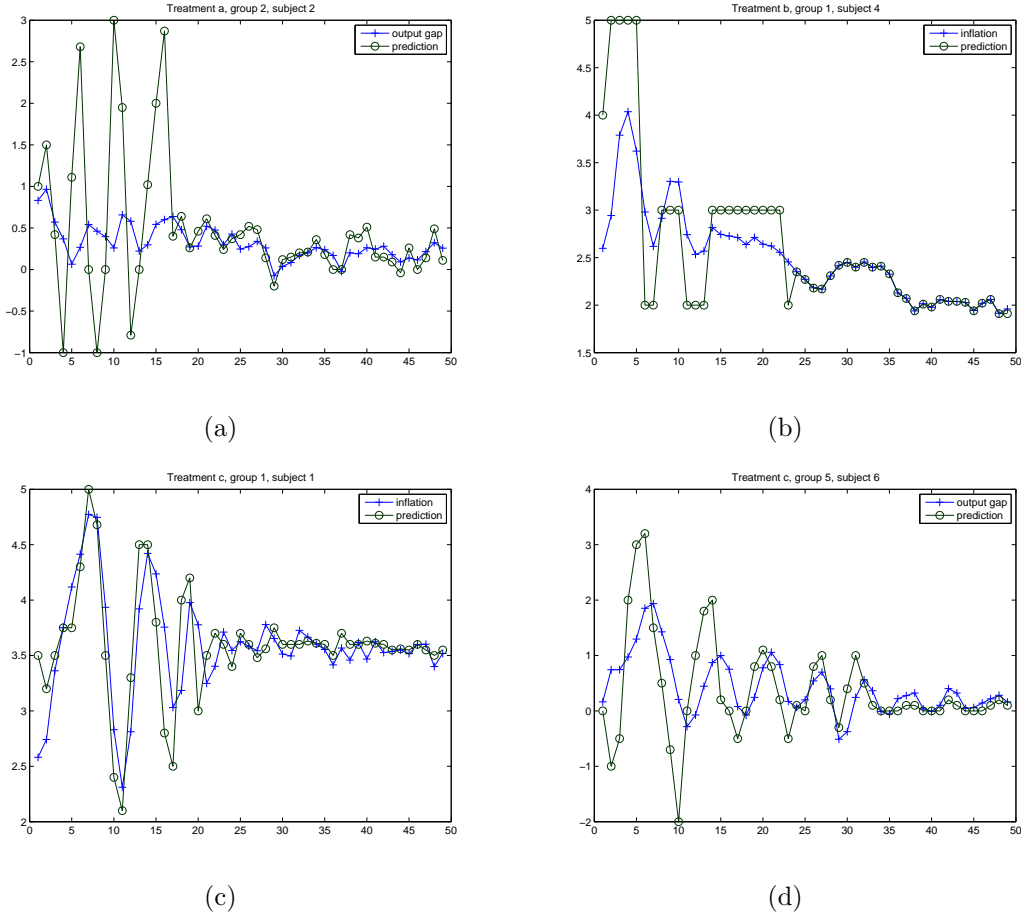 Treatment a, group 2, subject 2
3
2.5
2
1.5
1
0.5
0
−0.5
−1
0 5 10 15 20 25 30 35 40 45 50
output gap
prediction
(a)
Treatment b, group 1, subject 4
5
4.5
4
3.5
3
2.5
2
1.5
0 5 10 15 20 25 30 35 40 45 50
inflation
prediction
(b)
Treatment c, group 1, subject 1
5
4.5
4
3.5
3
2.5
2
0 5 10 15 20 25 30 35 40 45 50
inflation
prediction
(c)
Treatment c, group 5, subject 6
4
3
2
1
0
−1
−2
0 5 10 15 20 25 30 35 40 45 50
output gap
prediction
(d)